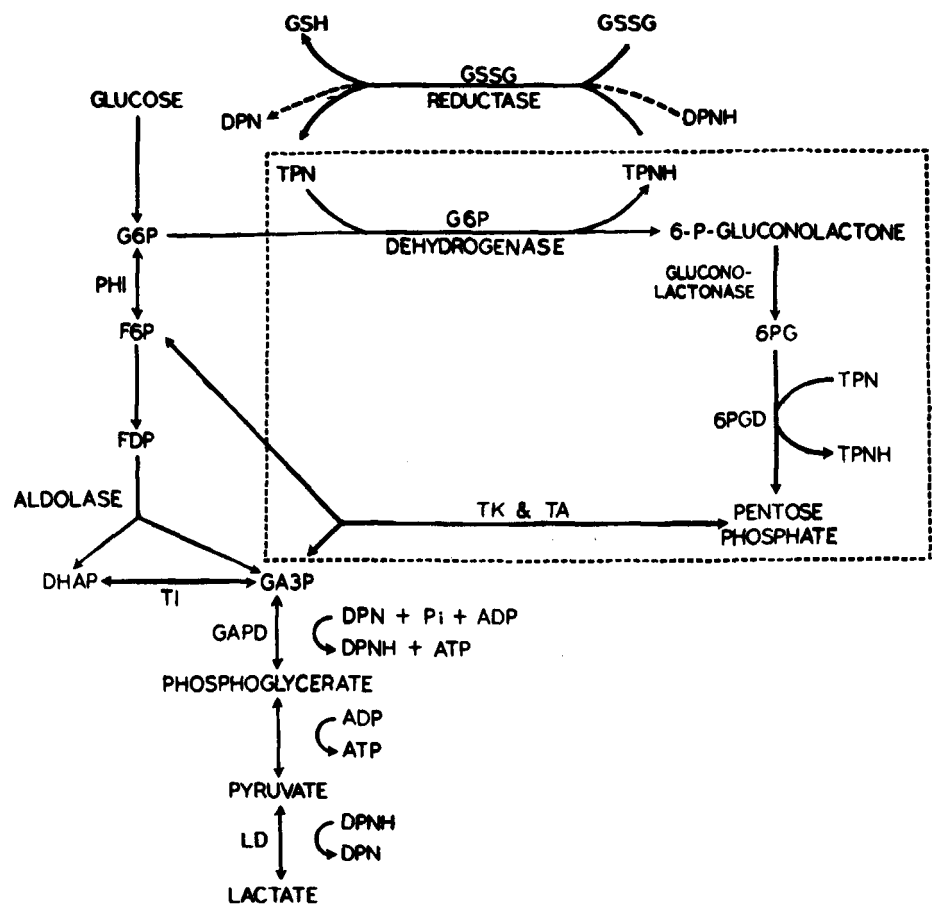 GSH
GSSG
GSSG
REDUCTASE
GLUCOSE
DPN
DPNH
TPN
TPNH
G6P
G6P
DEHYDROGENASE
6-P-GLUCONOLACTONE
PHI
GLUCONO-
LACTONASE
F6P
6PG
TPN
6PGD
FDP
TPNH
ALDOLASE
TK & TA
PENTOSE
PHOSPHATE
DHAP
TI
GA3P
GAPD
DPN + Pi + ADP
DPNH + ATP
PHOSPHOGLYCERATE
ADP
ATP
PYRUVATE
LD
DPNH
DPN
LACTATE